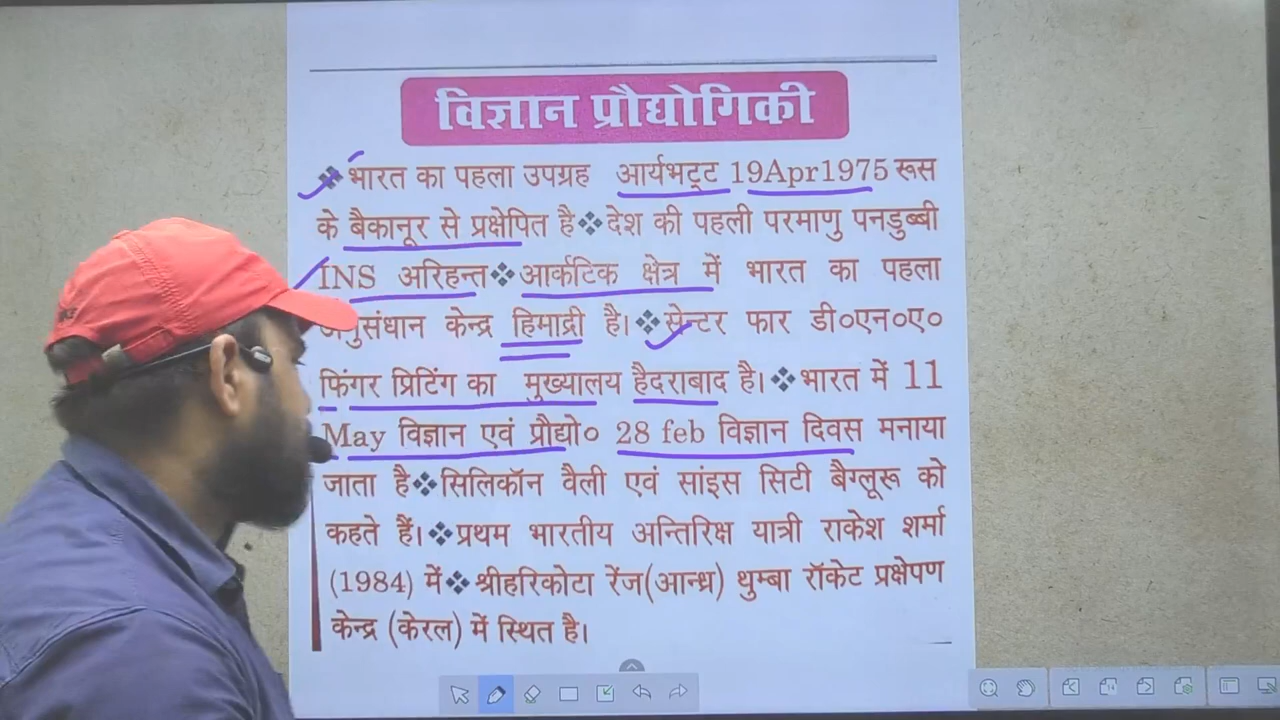 विज्ञान प्रौद्योगिकी
❖ भारत का पहला उपग्रह आर्यभट्ट 19Apr1975 रूस
के बैकानूर से प्रक्षेपित है❖देश की पहली परमाणु पनडुब्बी
INS अरिहन्त❖आर्कटिक क्षेत्र में भारत का पहला
अनुसंधान केन्द्र हिमाद्री है।❖सेन्टर फार डी०एन०ए०
फिंगर प्रिटिंग का मुख्यालय हैदराबाद है।❖भारत में 11
May विज्ञान एवं प्रौद्यो० 28 feb विज्ञान दिवस मनाया
जाता है❖सिलिकॉन वैली एवं सांइस सिटी बैग्लूरू को
कहते हैं।❖प्रथम भारतीय अन्तिरिक्ष यात्री राकेश शर्मा
(1984) में❖श्रीहरिकोटा रेंज(आन्ध्र) थुम्बा रॉकेट प्रक्षेपण
केन्द्र (केरल) में स्थित है।
14